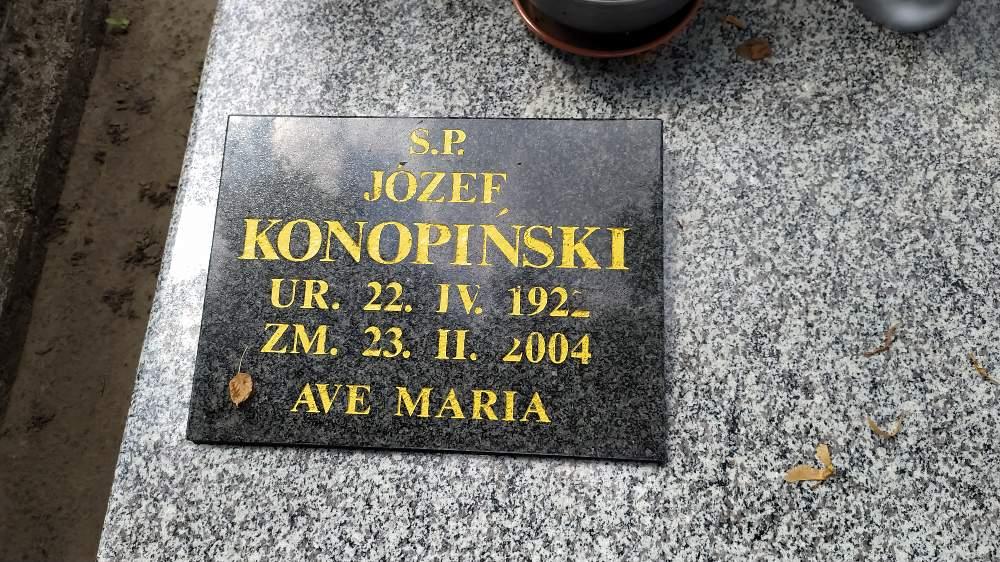 Ś.P.
JÓZEF
KONOPIŃSKI
UR. 22. IV. 1922
ZM. 23. II. 2004
AVE MARIA